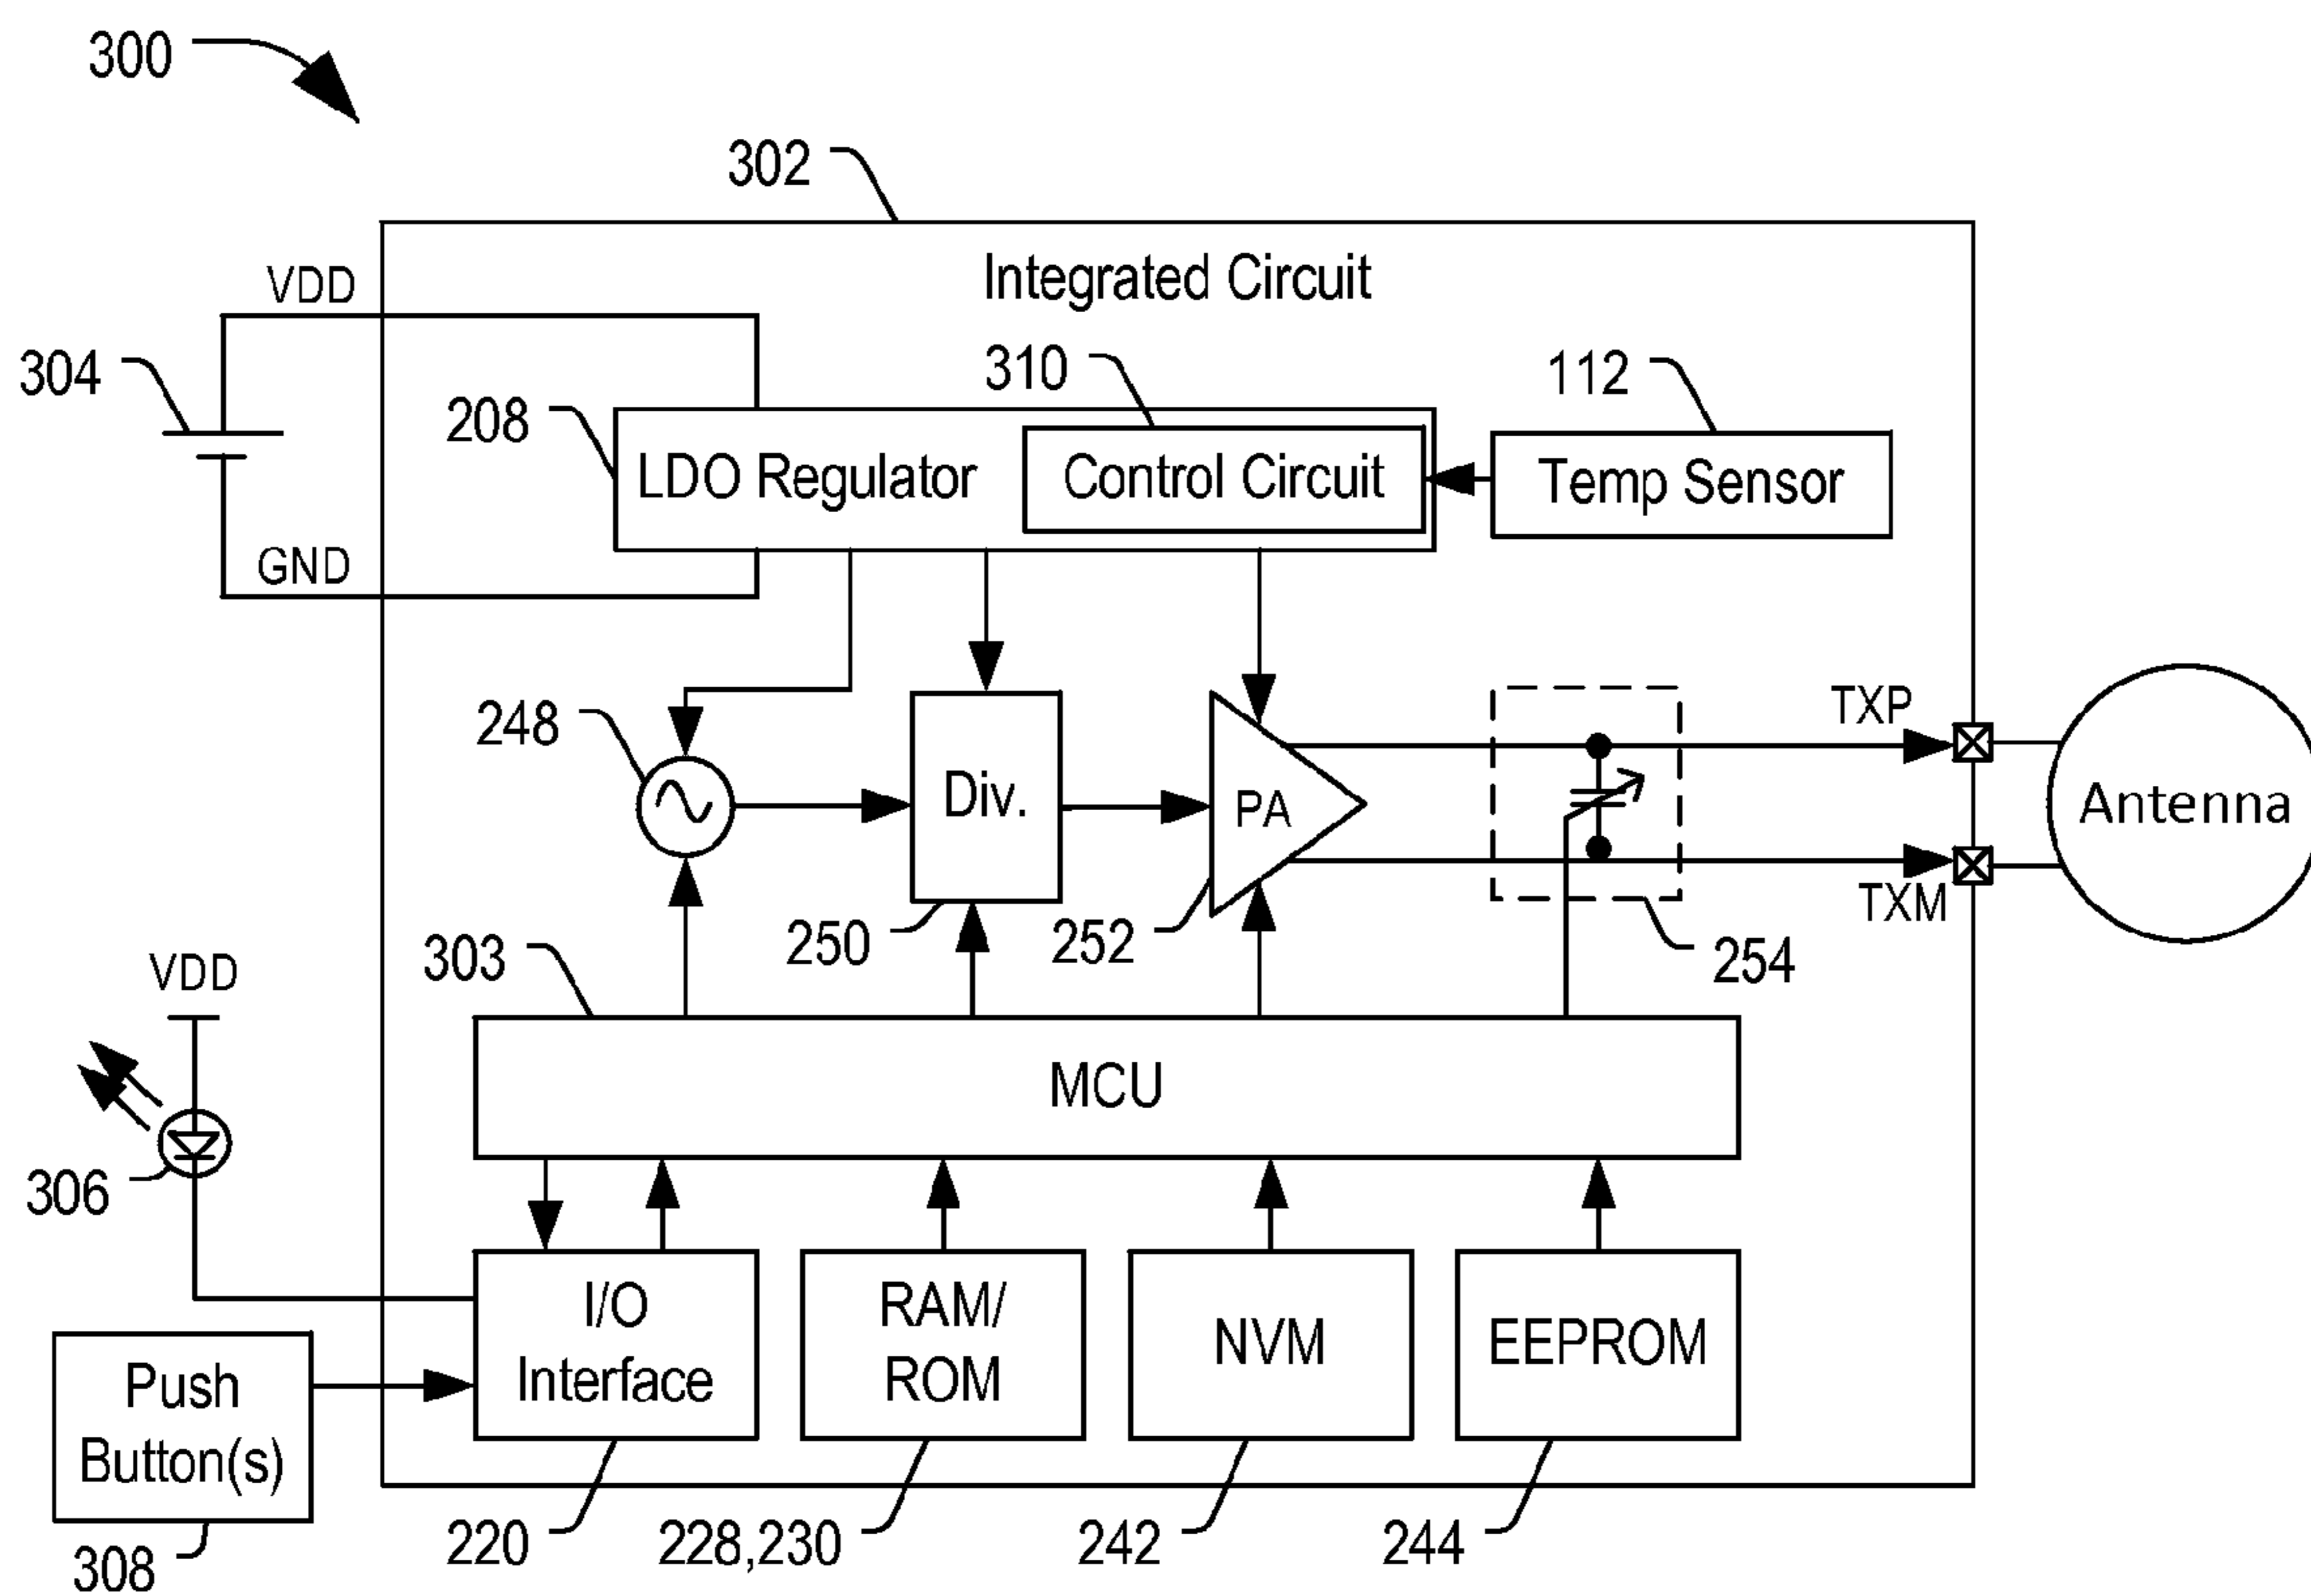 300
302
Integrated Circuit
VDD
304
310
112
208
LDO Regulator
Control Circuit
Temp Sensor
GND
248
Div.
PA
TXP
Antenna
TXM
250
252
254
303
VDD
MCU
306
I/O
Interface
RAM/
ROM
NVM
EEPROM
Push
Button(s)
308
220
228,230
242
244